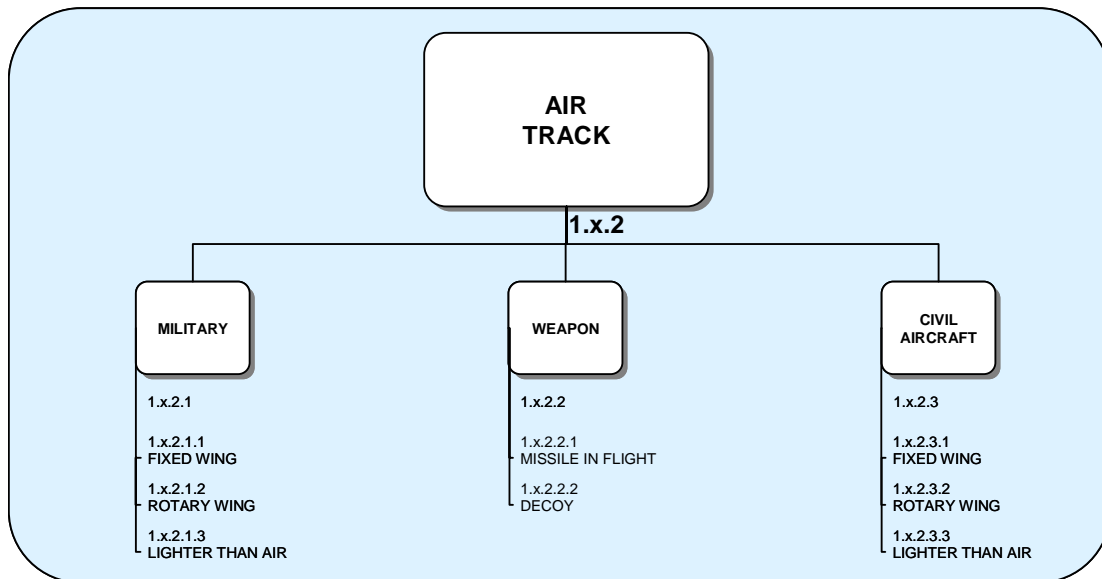 AIR
TRACK
1.x.2
MILITARY
1.x.2.1
1.x.2.1.1
FIXED WING
1.x.2.1.2
ROTARY WING
1.x.2.1.3
LIGHTER THAN AIR
WEAPON
1.x.2.2
1.x.2.2.1
MISSILE IN FLIGHT
1.x.2.2.2
DECOY
CIVIL
AIRCRAFT
1.x.2.3
1.x.2.3.1
FIXED WING
1.x.2.3.2
ROTARY WING
1.x.2.3.3
LIGHTER THAN AIR